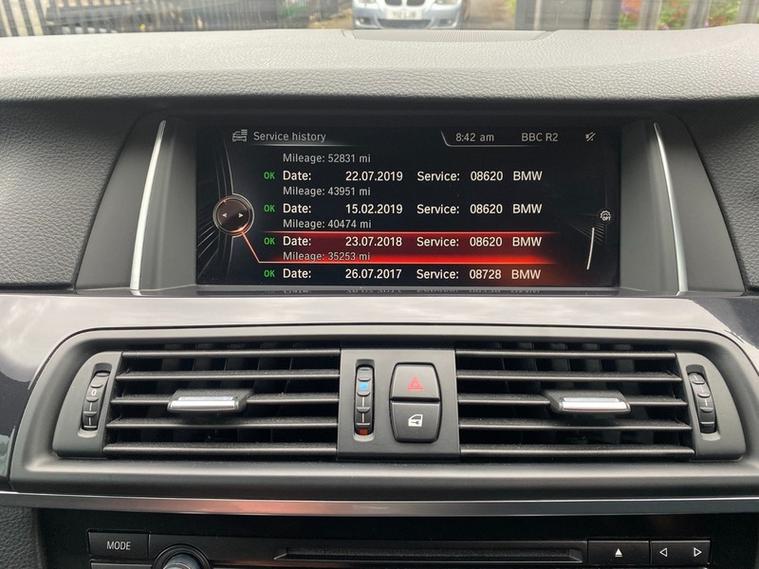 Service history 8:42 am BBC R2
Mileage: 52831 mi
OK Date: 22.07.2019 Service: 08620 BMW
Mileage: 43951 mi
OK Date: 15.02.2019 Service: 08620 BMW
Mileage: 40474 mi
OK Date: 23.07.2018 Service: 08620 BMW
Mileage: 35253 mi
OK Date: 26.07.2017 Service: 08728 BMW
OPT
MODE